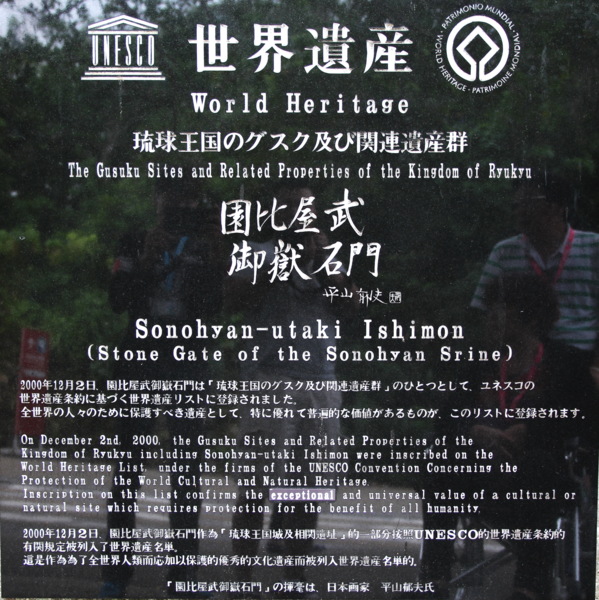 UNESCO
世界遺産
PATRIMONIO MUNDIAL · WORLD HERITAGE · PATRIMOINE MONDIAL ·
World Heritage
琉球王国のグスク及び関連遺産群
The Gusuku Sites and Related Properties of the Kingdom of Ryukyu
園比屋武
御嶽石門
平山郁夫
Sonohyan-utaki Ishimon
(Stone Gate of the Sonohyan Srine)
2000年12月2日、園比屋武御嶽石門は「琉球王国のグスク及び関連遺産群」のひとつとして、ユネスコの
世界遺産条約に基づく世界遺産リストに登録されました。
全世界の人々のために保護すべき遺産として、特に優れて普遍的な価値があるものが、このリストに登録されます。
On December 2nd, 2000, the Gusuku Sites and Related Properties of the
Kingdom of Ryukyu including Sonohyan-utaki Ishimon were inscribed on the
World Heritage List, under the firms of the UNESCO Convention Concerning the
Protection of the World Cultural and Natural Heritage.
Inscription on this list confirms the exceptional and universal value of a cultural or
natural site which requires protection for the benefit of all humanity.
2000年12月2日、園比屋武御嶽石門作為「琉球王国城及相関遺址」的一部分按照UNESCO的世界遺産条約的
有関規定被列入了世界遺産名単。
這是作為為了全世界人類而応加以保護的優秀的文化遺産而被列入世界遺産名単的。
「園比屋武御嶽石門」の揮毫は、日本画家 平山郁夫氏